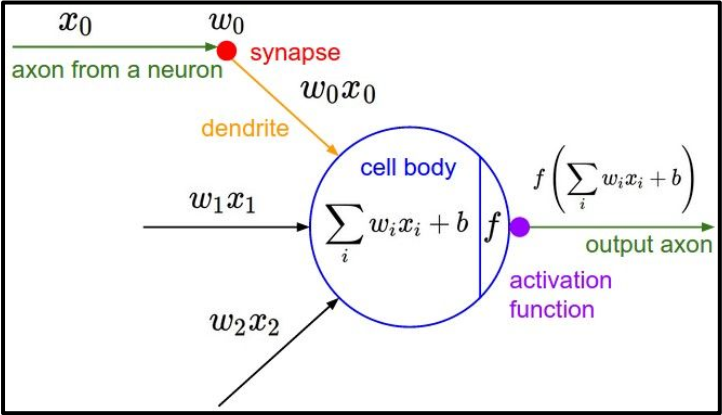 x₀
w₀
synapse
axon from a neuron
w₀x₀
dendrite
cell body
f(∑ᵢ wᵢxᵢ + b)
w₁x₁
∑ᵢ wᵢxᵢ + b
f
output axon
activation
function
w₂x₂